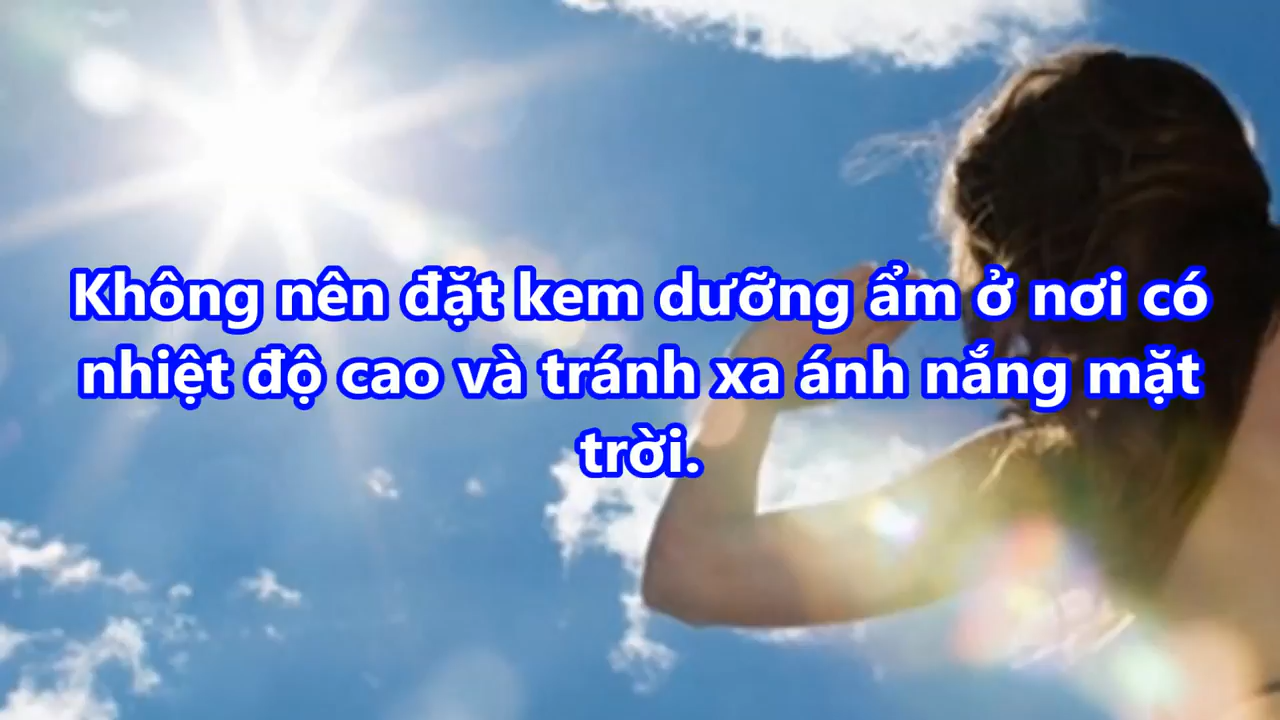 Không nên đặt kem dưỡng ẩm ở nơi có
nhiệt độ cao và tránh xa ánh nắng mặt
trời.